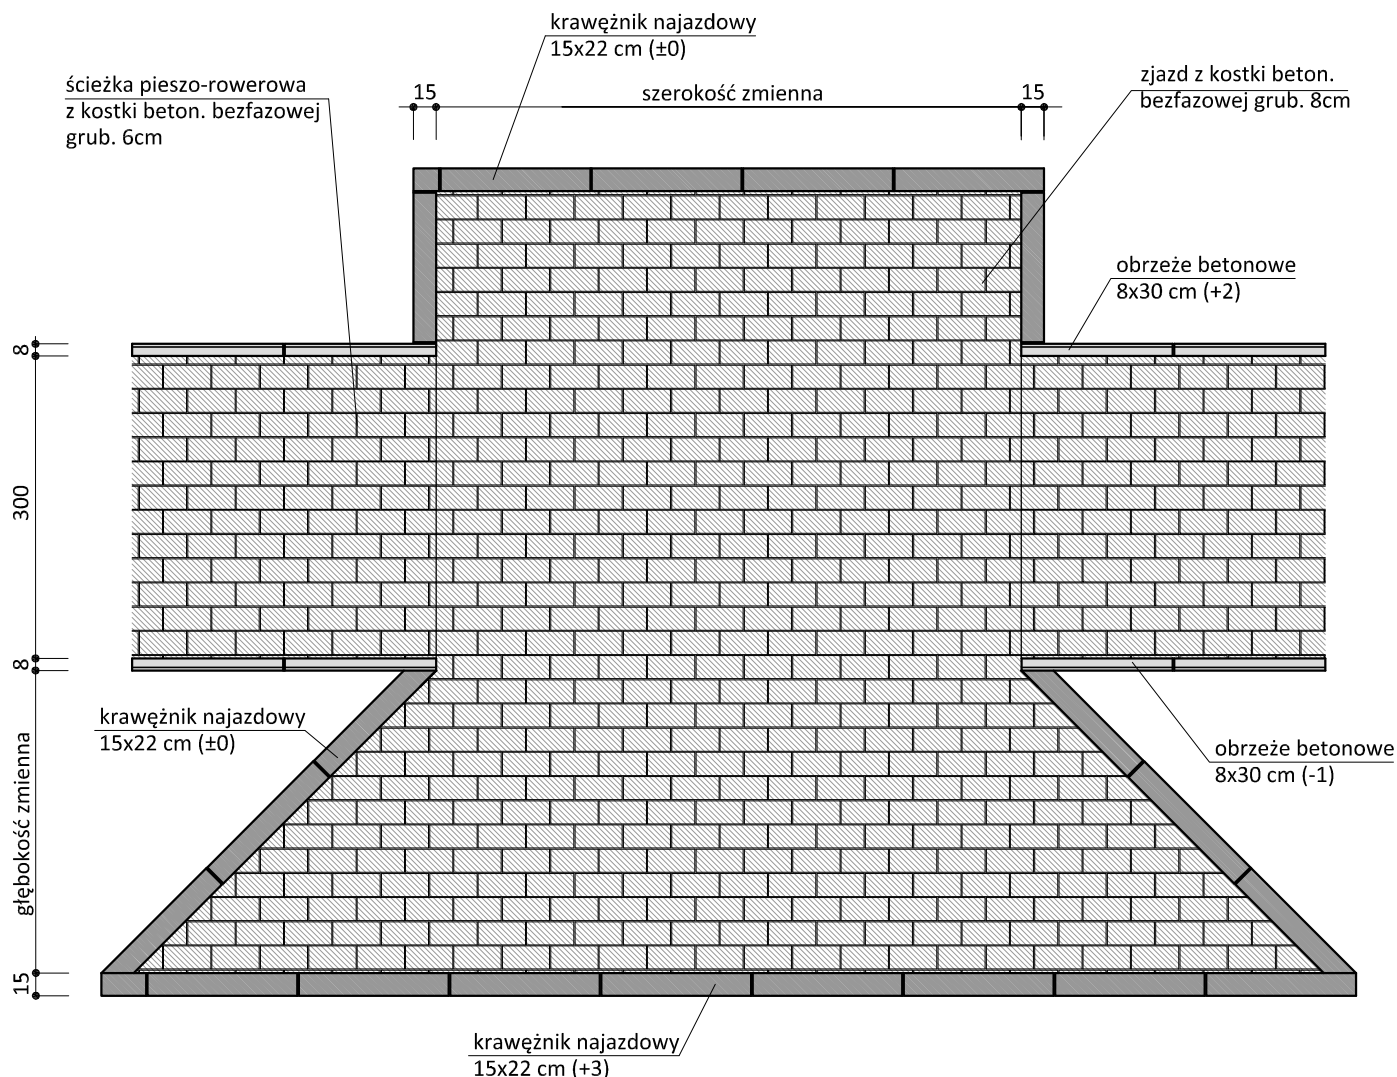 krawężnik najazdowy
15x22 cm (±0)
ścieżka pieszo-rowerowa
z kostki beton. bezfazowej
grub. 6cm
15
szerokość zmienna
15
zjazd z kostki beton.
bezfazowej grub. 8cm
obrzeże betonowe
8x30 cm (+2)
8
300
8
głębokość zmienna
15
krawężnik najazdowy
15x22 cm (±0)
obrzeże betonowe
8x30 cm (-1)
krawężnik najazdowy
15x22 cm (+3)